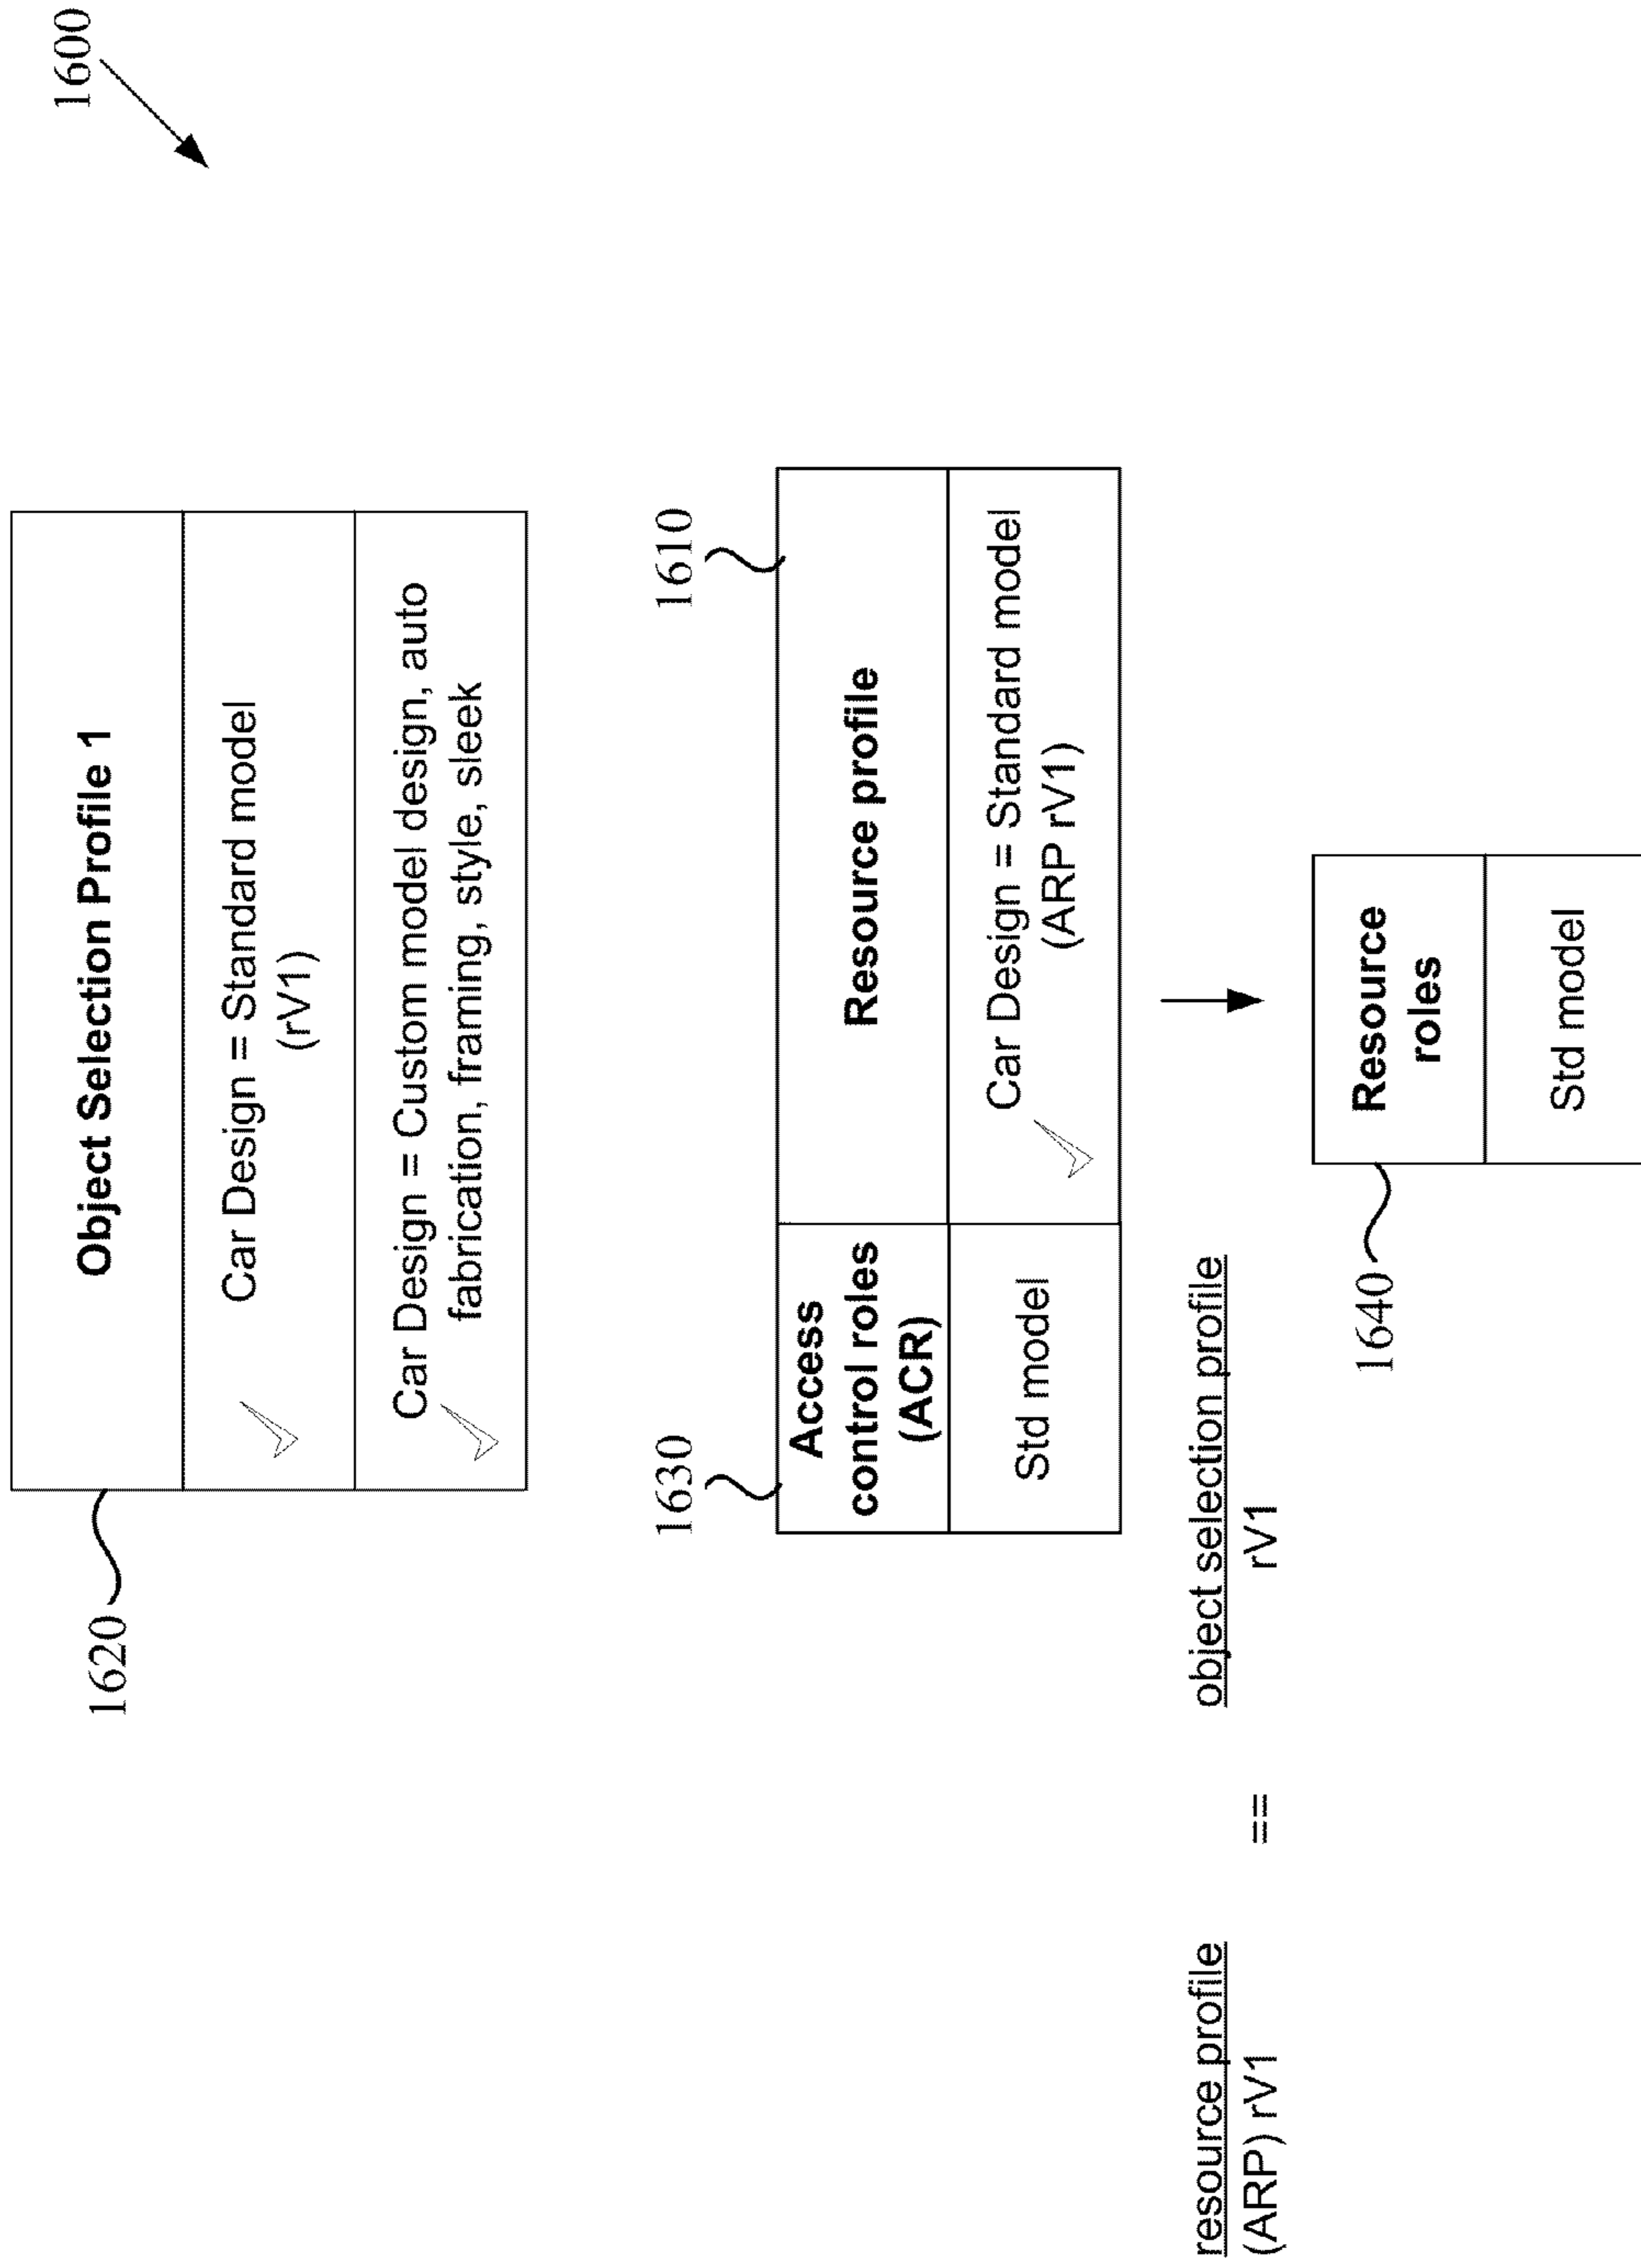 1600
Object Selection Profile 1
Car Design = Standard model
(rV1)
Car Design = Custom model design, auto
fabrication, framing, style, sleek
1620
1630
1610
Access
control roles
(ACR)
Resource profile
Std model
Car Design = Standard model
(ARP rV1)
resource profile
(ARP) rV1
==
object selection profile
rV1
1640
Resource
roles
Std model